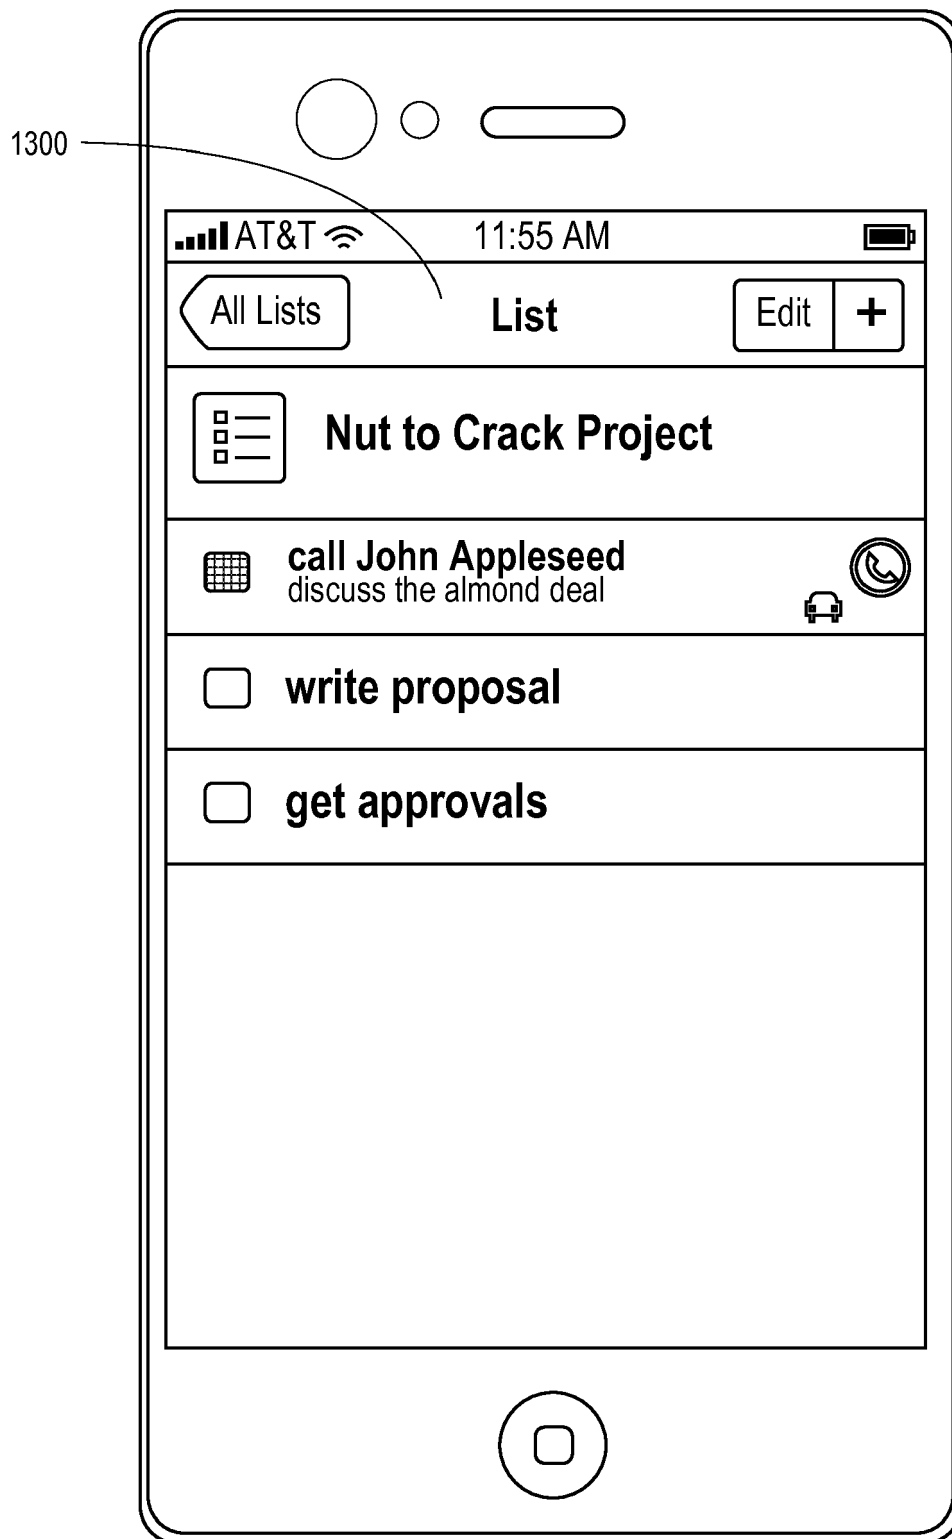 1300
AT&T 11:55 AM
All Lists List Edit +
Nut to Crack Project
call John Appleseed
discuss the almond deal
write proposal
get approvals